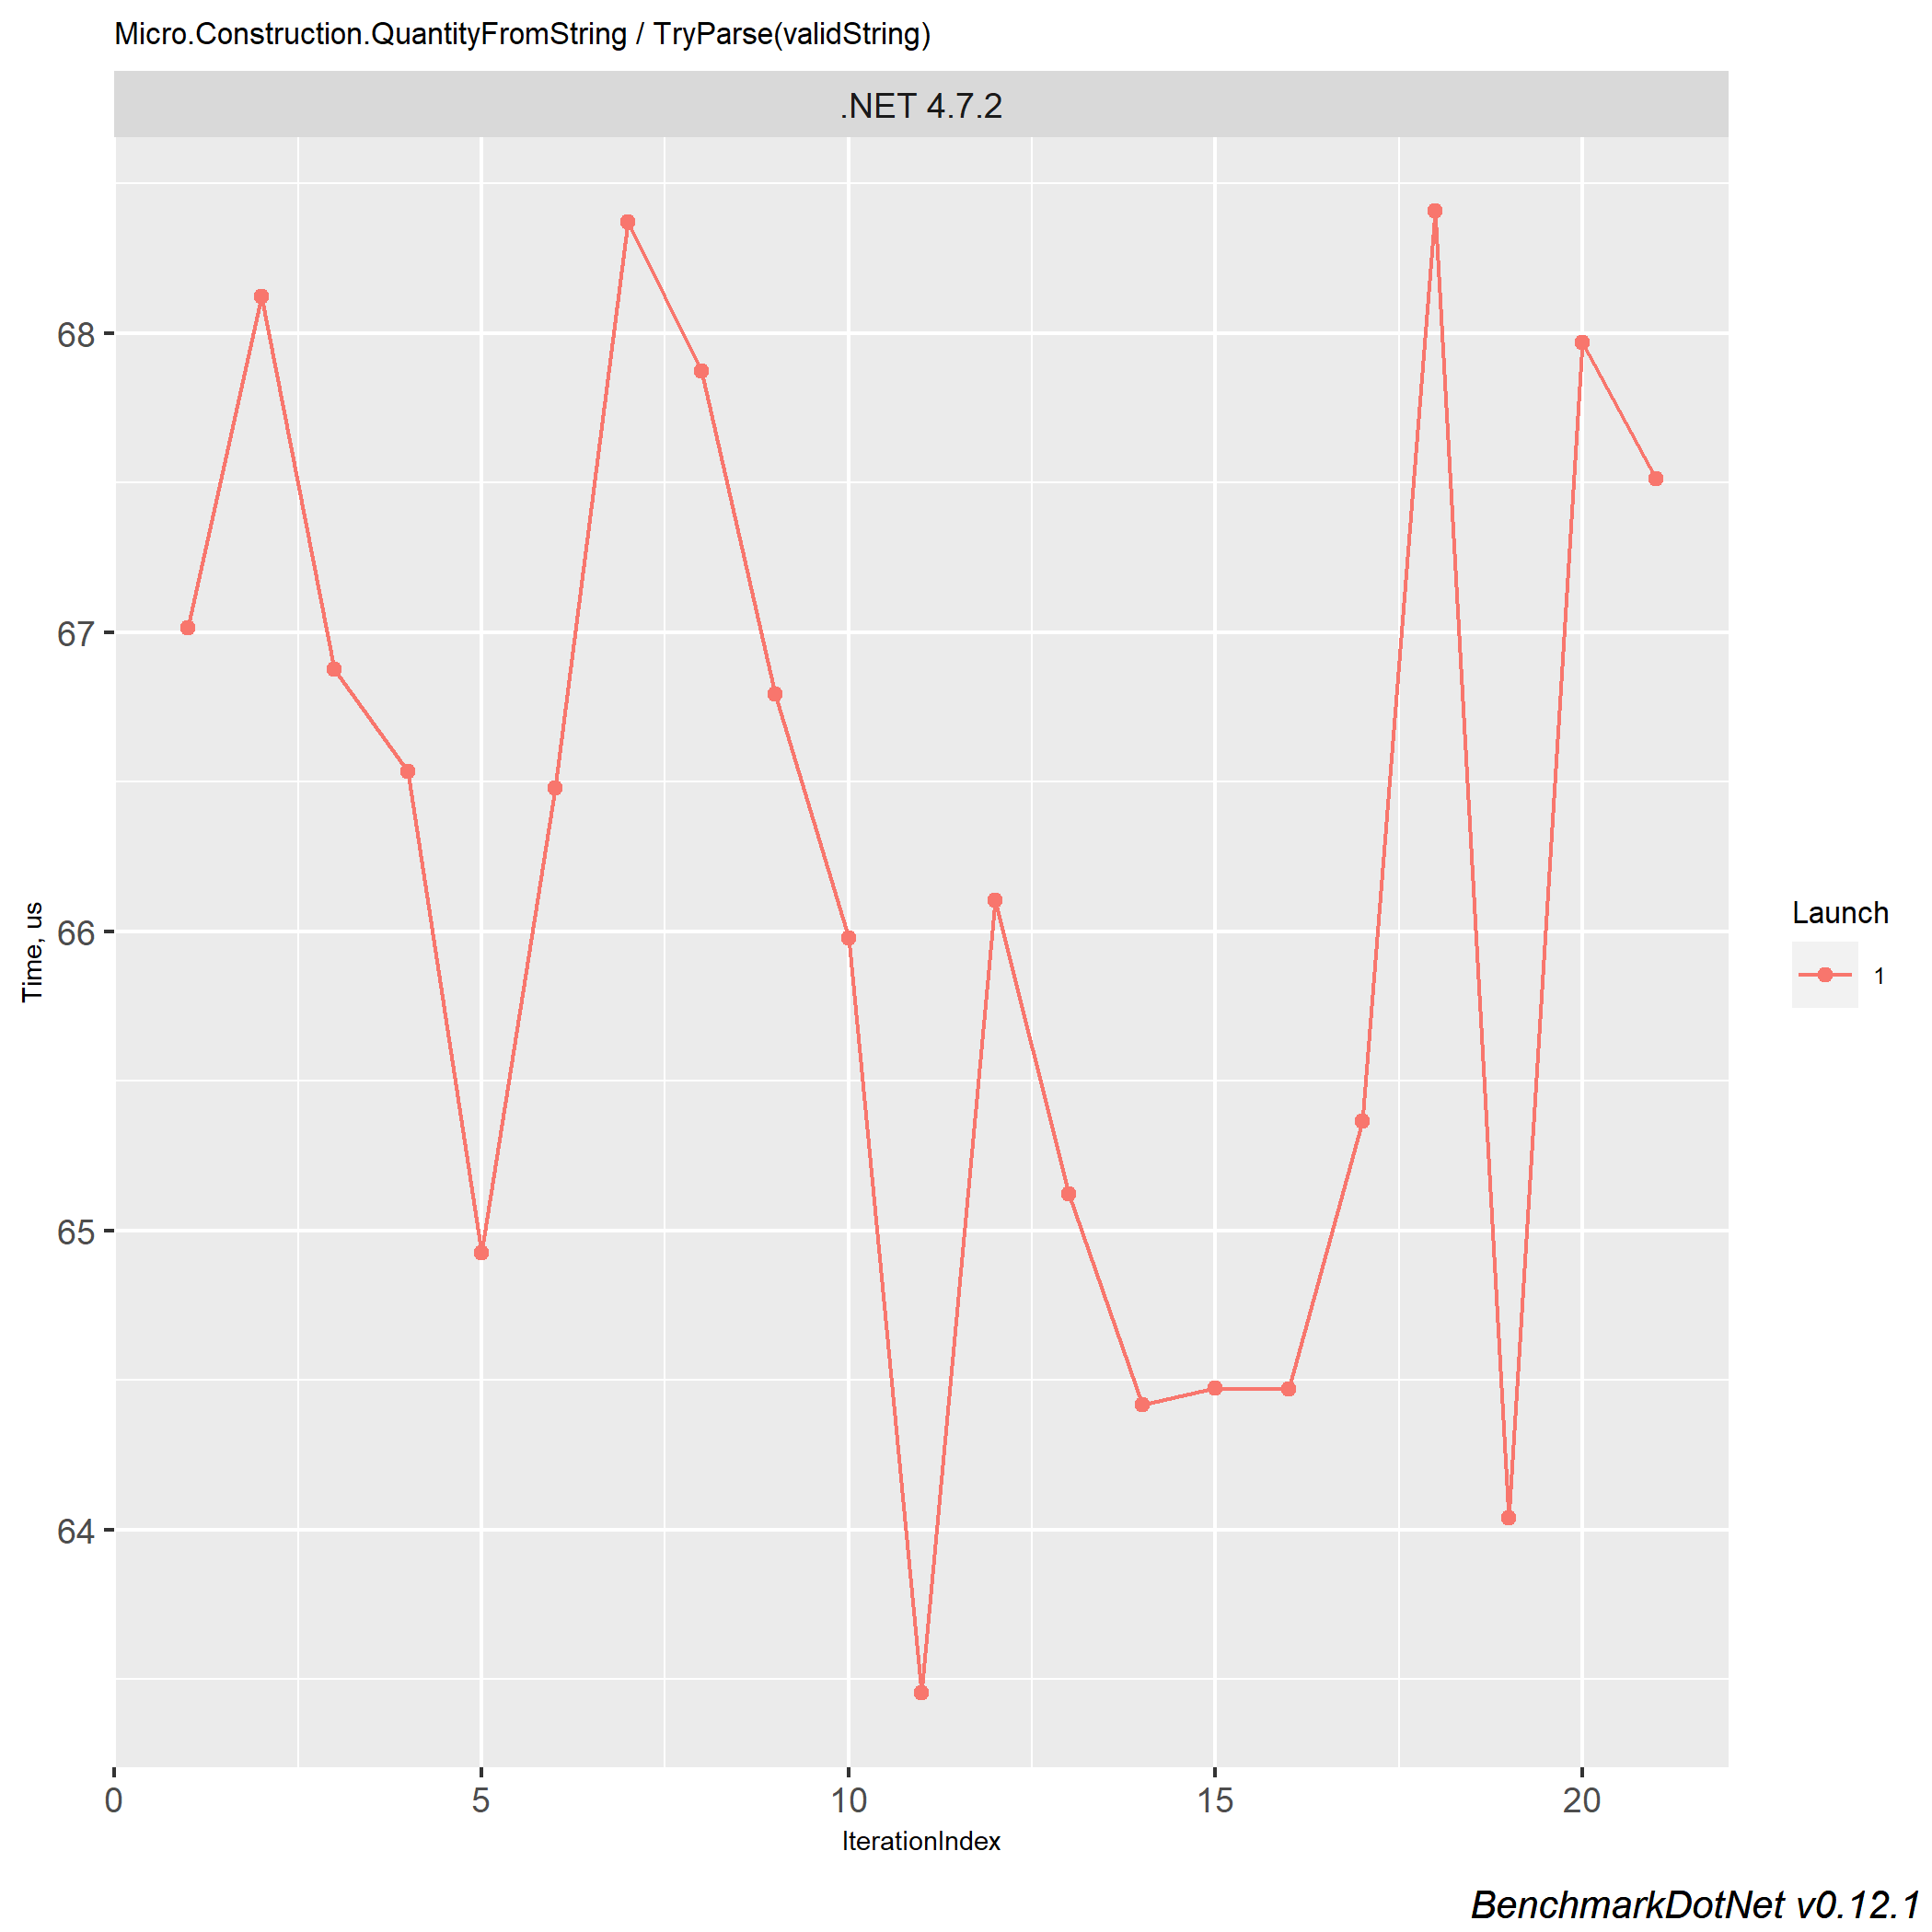 Micro.Construction.QuantityFromString / TryParse(validString)
.NET 4.7.2
68
67
66
65
64
Time, us
0 5 10 15 20
IterationIndex
Launch
1
BenchmarkDotNet v0.12.1